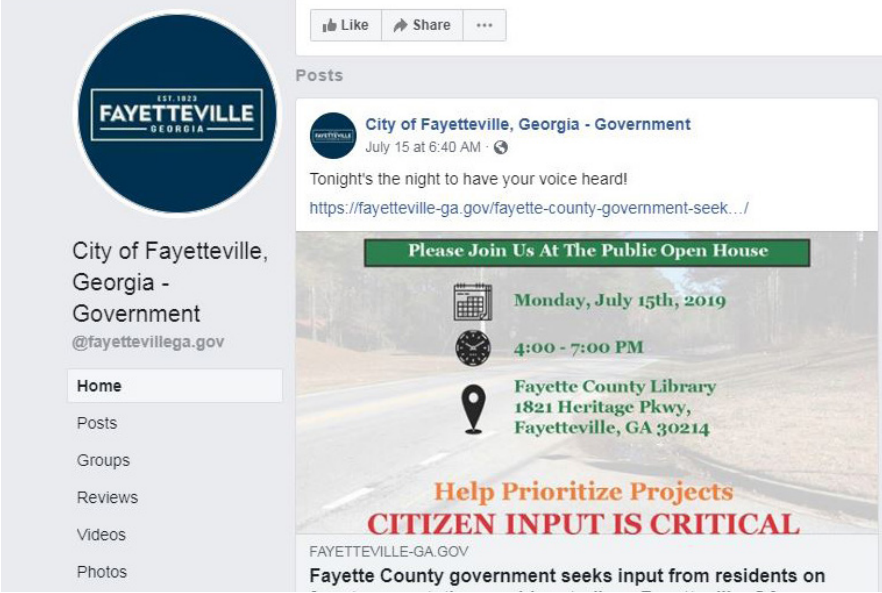 EST. 1823
FAYETTEVILLE
GEORGIA
City of Fayetteville,
Georgia -
Government
@fayettevillega.gov
Home
Posts
Groups
Reviews
Videos
Photos
Like
Share
...
Posts
FAYETTEVILLE
City of Fayetteville, Georgia - Government
July 15 at 6:40 AM ·
Tonight's the night to have your voice heard!
https://fayetteville-ga.gov/fayette-county-government-seek…/
Please Join Us At The Public Open House
Monday, July 15th, 2019
4:00 - 7:00 PM
Fayette County Library
1821 Heritage Pkwy,
Fayetteville, GA 30214
Help Prioritize Projects
CITIZEN INPUT IS CRITICAL
FAYETTEVILLE-GA.GOV
Fayette County government seeks input from residents on